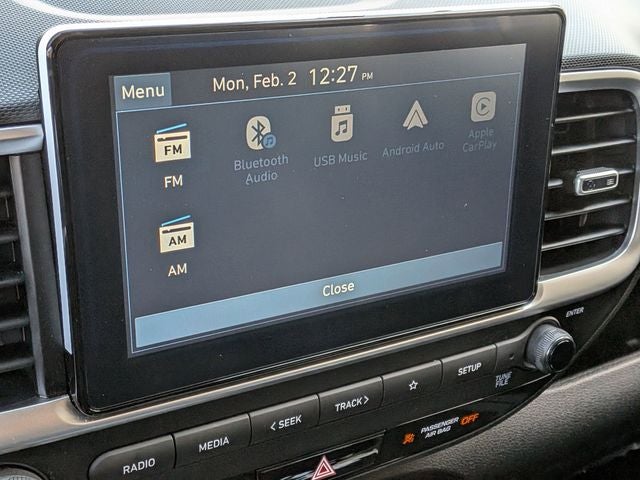 Menu
Mon, Feb. 2 12:27 PM
FM
FM
Bluetooth
Audio
USB Music
Android Auto
Apple
CarPlay
AM
AM
Close
ENTER
RADIO
MEDIA
< SEEK
TRACK >
☆
SETUP
TUNE
FILE
PASSENGER
AIR BAG
OFF